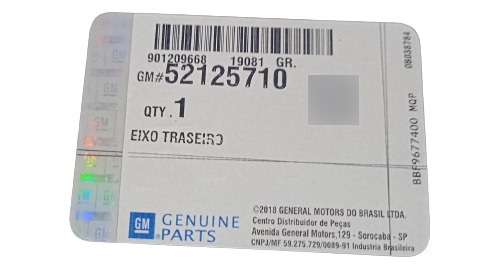 901209668 19081 GR.
GM# 52125710
QTY. 1
EIXO TRASEIRO
GM GENUINE PARTS
©2018 GENERAL MOTORS DO BRASIL LTDA.
Centro Distribuidor de Peças
Avenida General Motors,129 - Sorocaba - SP
CNPJ/MF 59.275.729/0689-91 Indústria Brasileira
BBF9677400 MQP 0B038784